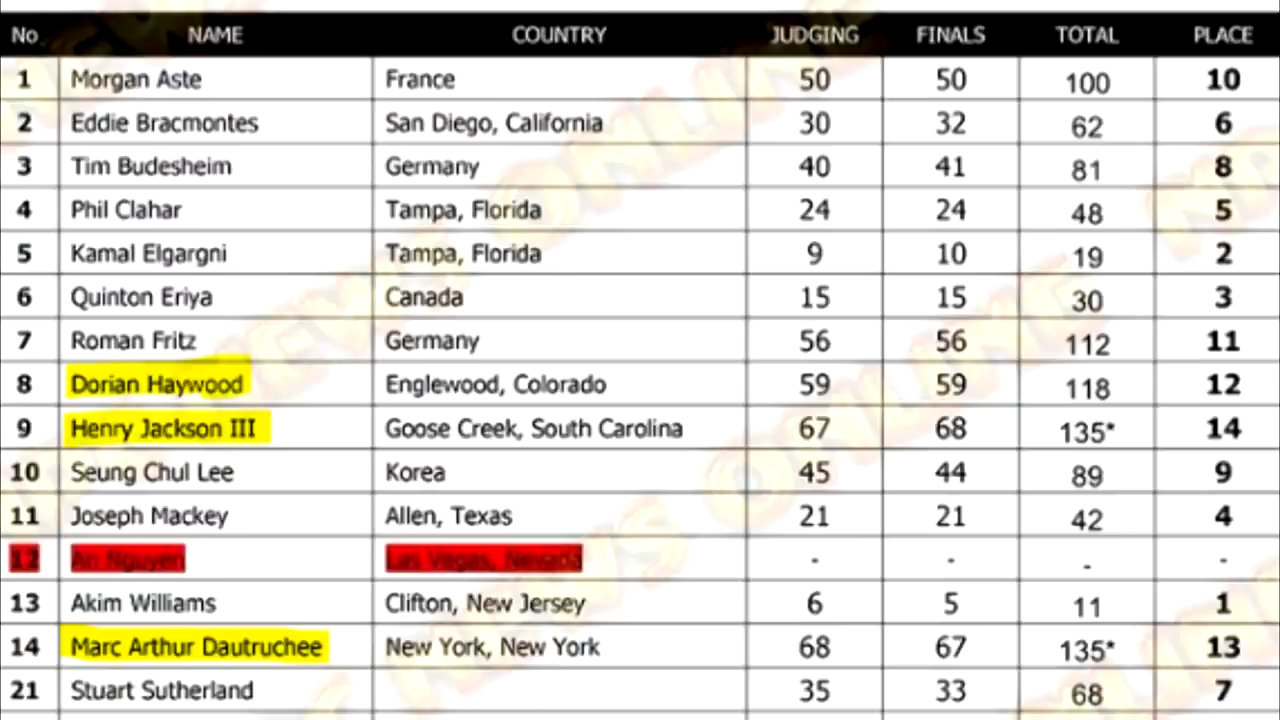 No NAME COUNTRY JUDGING FINALS TOTAL PLACE
1 Morgan Aste France 50 50 100 10
2 Eddie Bracmontes San Diego, California 30 32 62 6
3 Tim Budesheim Germany 40 41 81 8
4 Phil Clahar Tampa, Florida 24 24 48 5
5 Kamal Elgargni Tampa, Florida 9 10 19 2
6 Quinton Eriya Canada 15 15 30 3
7 Roman Fritz Germany 56 56 112 11
8 Dorian Haywood Englewood, Colorado 59 59 118 12
9 Henry Jackson III Goose Creek, South Carolina 67 68 135* 14
10 Seung Chul Lee Korea 45 44 89 9
11 Joseph Mackey Allen, Texas 21 21 42 4
12 An Nguyen Las Vegas, Nevada - - - -
13 Akim Williams Clifton, New Jersey 6 5 11 1
14 Marc Arthur Dautruchee New York, New York 68 67 135* 13
21 Stuart Sutherland 35 33 68 7